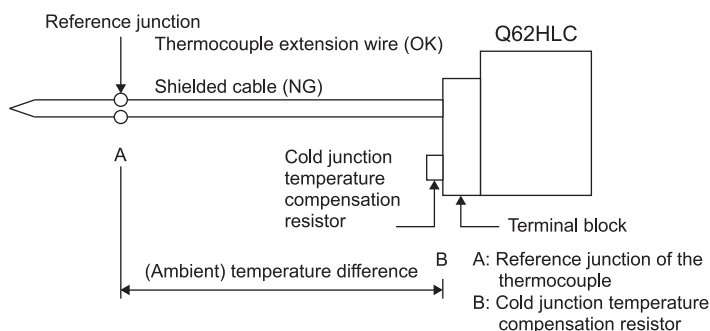 Reference junction
Thermocouple extension wire (OK)
Q62HLC
Shielded cable (NG)
A
Cold junction
temperature
compensation
resistor
Terminal block
(Ambient) temperature difference
B
A: Reference junction of the
thermocouple
B: Cold junction temperature
compensation resistor